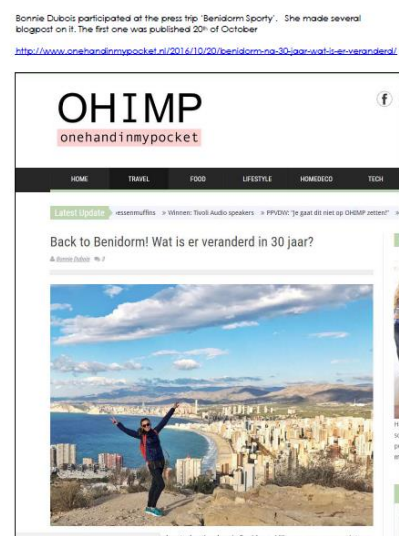 Bonnie Dubois participated at the press trip 'Benidorm Sporty'. She made several
blogpost on it. The first one was published 20th of October
http://www.onehandinmypocket.nl/2016/10/20/benidorm-na-30-jaar-wat-is-er-veranderd/
OHIMP
onehandinmypocket
HOME TRAVEL FOOD LIFESTYLE HOMEDECO TECH
Latest Update essenmuffins » Winnen: Tivoli Audio speakers » PPVDW: "Je gaat dit niet op OHIMP zetten!" »
Back to Benidorm! Wat is er veranderd in 30 jaar?
Bonnie Dubois